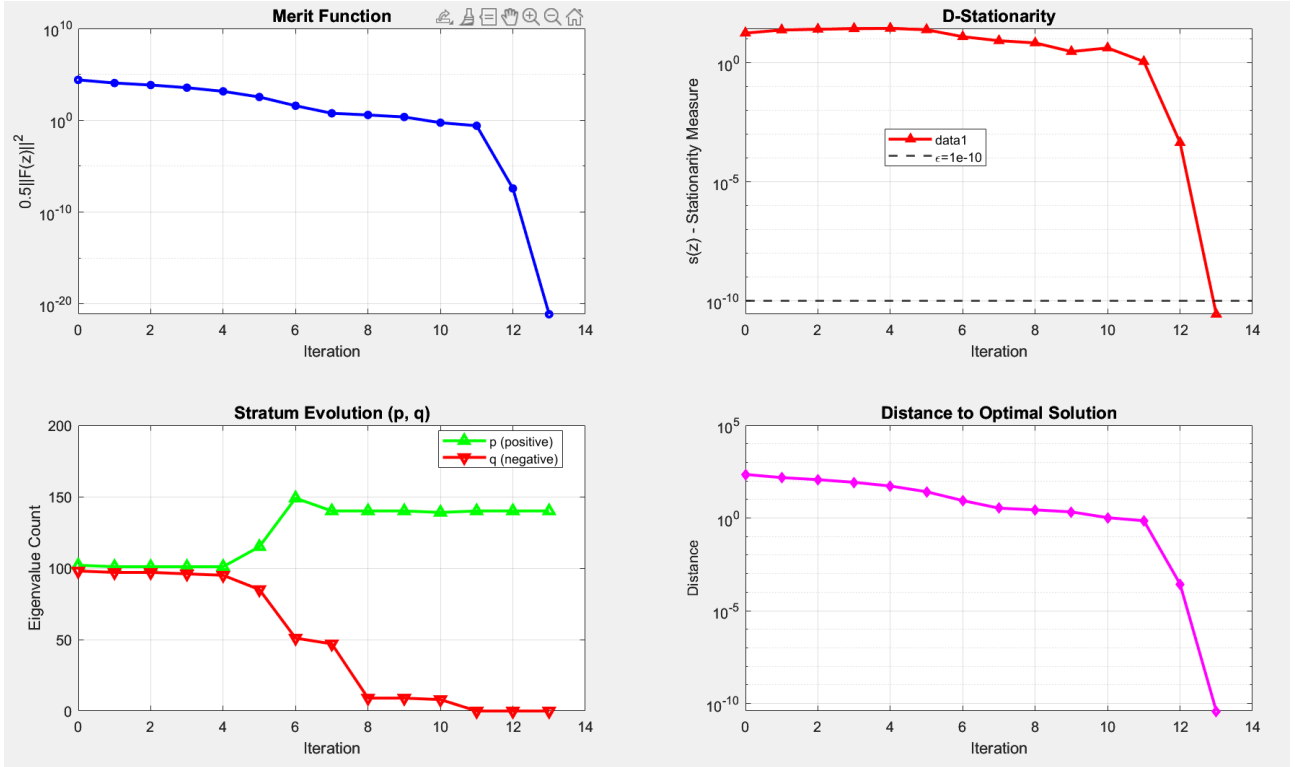 Merit Function
10^10
10^0
10^-10
10^-20
0.5||F(z)||^2
0 2 4 6 8 10 12 14
Iteration
D-Stationarity
10^0
10^-5
10^-10
s(z) - Stationarity Measure
data1
ϵ=1e-10
0 2 4 6 8 10 12 14
Iteration
Stratum Evolution (p, q)
200
150
100
50
0
Eigenvalue Count
p (positive)
q (negative)
0 2 4 6 8 10 12 14
Iteration
Distance to Optimal Solution
10^5
10^0
10^-5
10^-10
Distance
0 2 4 6 8 10 12 14
Iteration